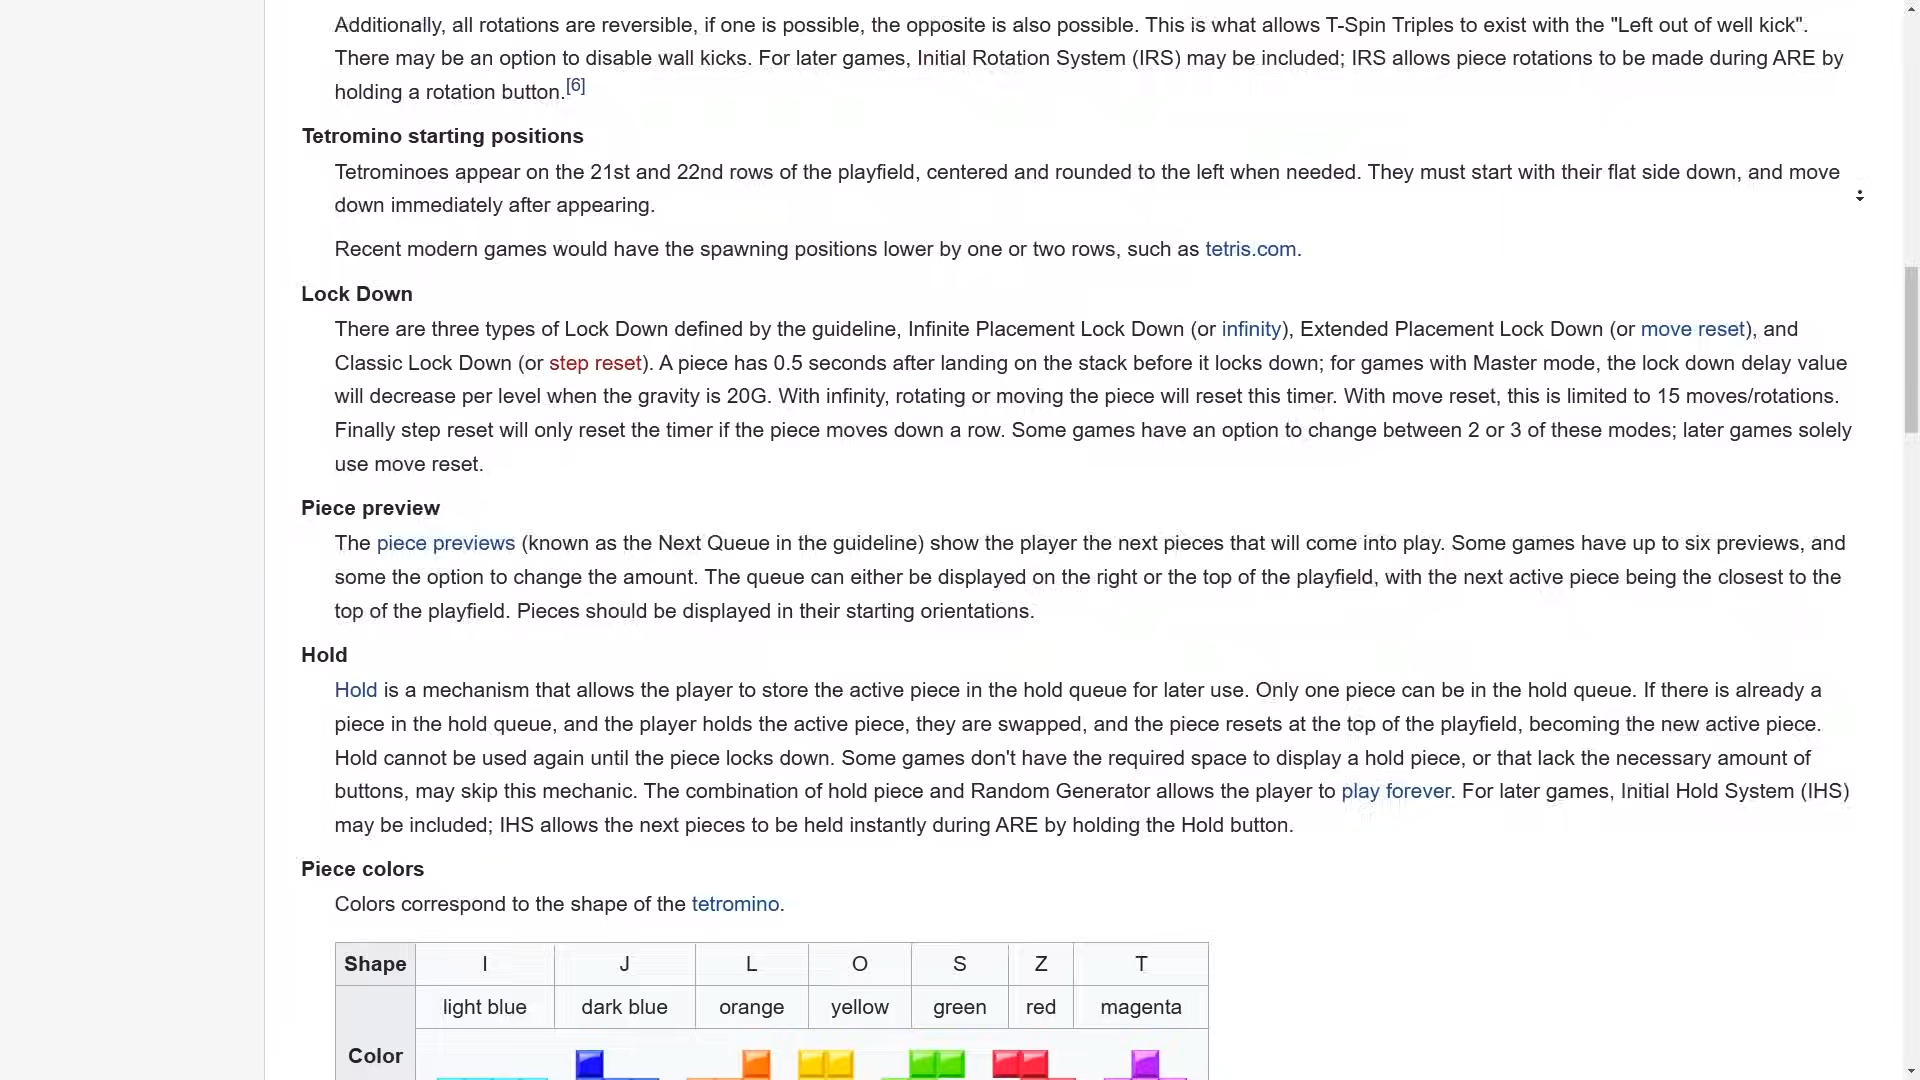 Additionally, all rotations are reversible, if one is possible, the opposite is also possible. This is what allows T-Spin Triples to exist with the "Left out of well kick".
There may be an option to disable wall kicks. For later games, Initial Rotation System (IRS) may be included; IRS allows piece rotations to be made during ARE by
holding a rotation button.[6]
Tetromino starting positions
Tetrominoes appear on the 21st and 22nd rows of the playfield, centered and rounded to the left when needed. They must start with their flat side down, and move
down immediately after appearing.
Recent modern games would have the spawning positions lower by one or two rows, such as tetris.com.
Lock Down
There are three types of Lock Down defined by the guideline, Infinite Placement Lock Down (or infinity), Extended Placement Lock Down (or move reset), and
Classic Lock Down (or step reset). A piece has 0.5 seconds after landing on the stack before it locks down; for games with Master mode, the lock down delay value
will decrease per level when the gravity is 20G. With infinity, rotating or moving the piece will reset this timer. With move reset, this is limited to 15 moves/rotations.
Finally step reset will only reset the timer if the piece moves down a row. Some games have an option to change between 2 or 3 of these modes; later games solely
use move reset.
Piece preview
The piece previews (known as the Next Queue in the guideline) show the player the next pieces that will come into play. Some games have up to six previews, and
some the option to change the amount. The queue can either be displayed on the right or the top of the playfield, with the next active piece being the closest to the
top of the playfield. Pieces should be displayed in their starting orientations.
Hold
Hold is a mechanism that allows the player to store the active piece in the hold queue for later use. Only one piece can be in the hold queue. If there is already a
piece in the hold queue, and the player holds the active piece, they are swapped, and the piece resets at the top of the playfield, becoming the new active piece.
Hold cannot be used again until the piece locks down. Some games don't have the required space to display a hold piece, or that lack the necessary amount of
buttons, may skip this mechanic. The combination of hold piece and Random Generator allows the player to play forever. For later games, Initial Hold System (IHS)
may be included; IHS allows the next pieces to be held instantly during ARE by holding the Hold button.
Piece colors
Colors correspond to the shape of the tetromino.
Shape I J L O S Z T
light blue dark blue orange yellow green red magenta
Color